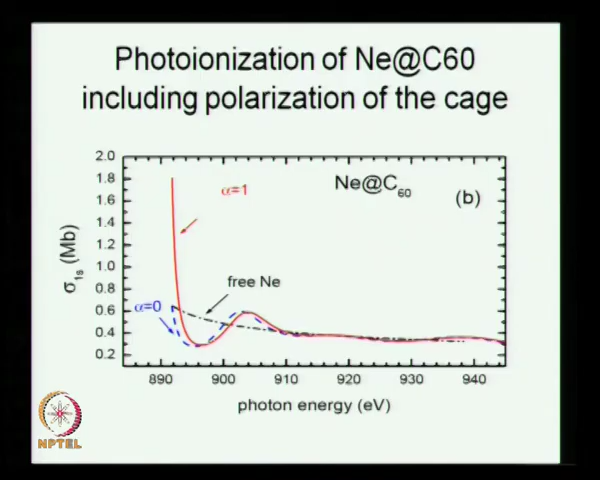 Photoionization of Ne@C60
including polarization of the cage
2.0
1.8
1.6
1.4
1.2
1.0
0.8
0.6
0.4
0.2
σ1s (Mb)
α=1
Ne@C60
(b)
free Ne
α=0
890 900 910 920 930 940
photon energy (eV)
NPTEL